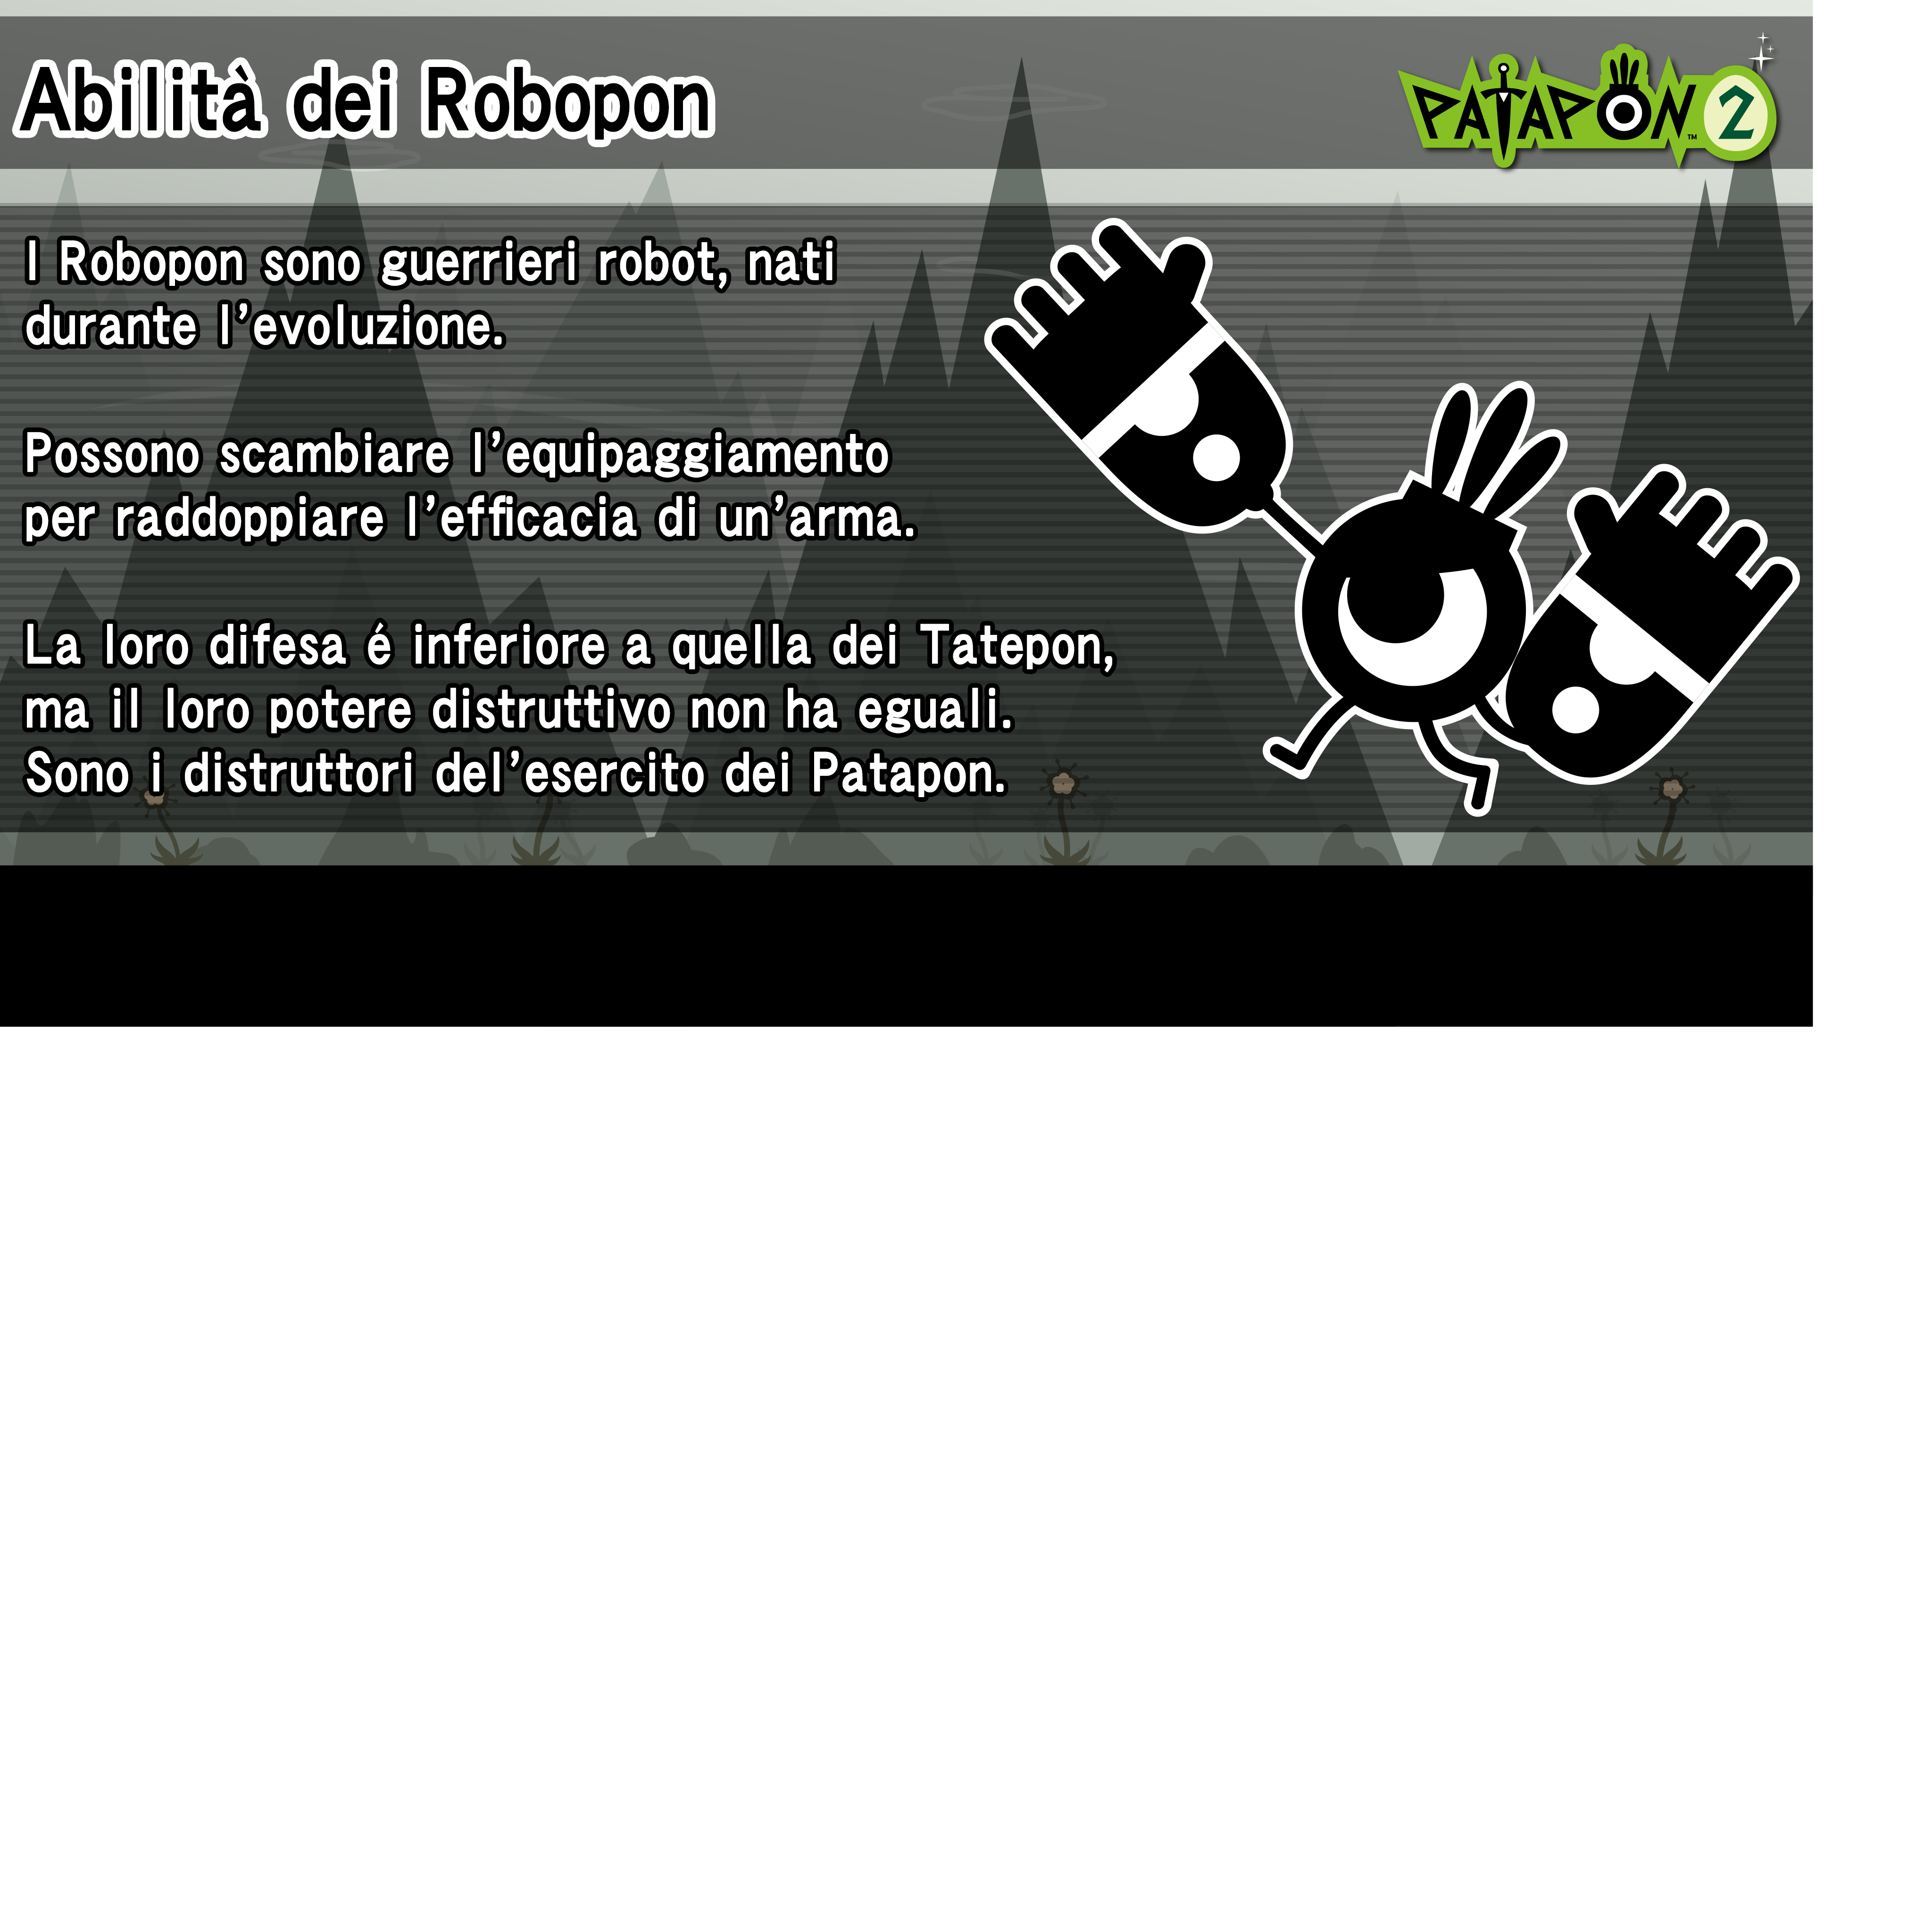 Abilità dei Robopon
PATAPON™ 2
I Robopon sono guerrieri robot, nati
durante l'evoluzione.
Possono scambiare l'equipaggiamento
per raddoppiare l'efficacia di un'arma.
La loro difesa é inferiore a quella dei Tatepon,
ma il loro potere distruttivo non ha eguali.
Sono i distruttori del'esercito dei Patapon.